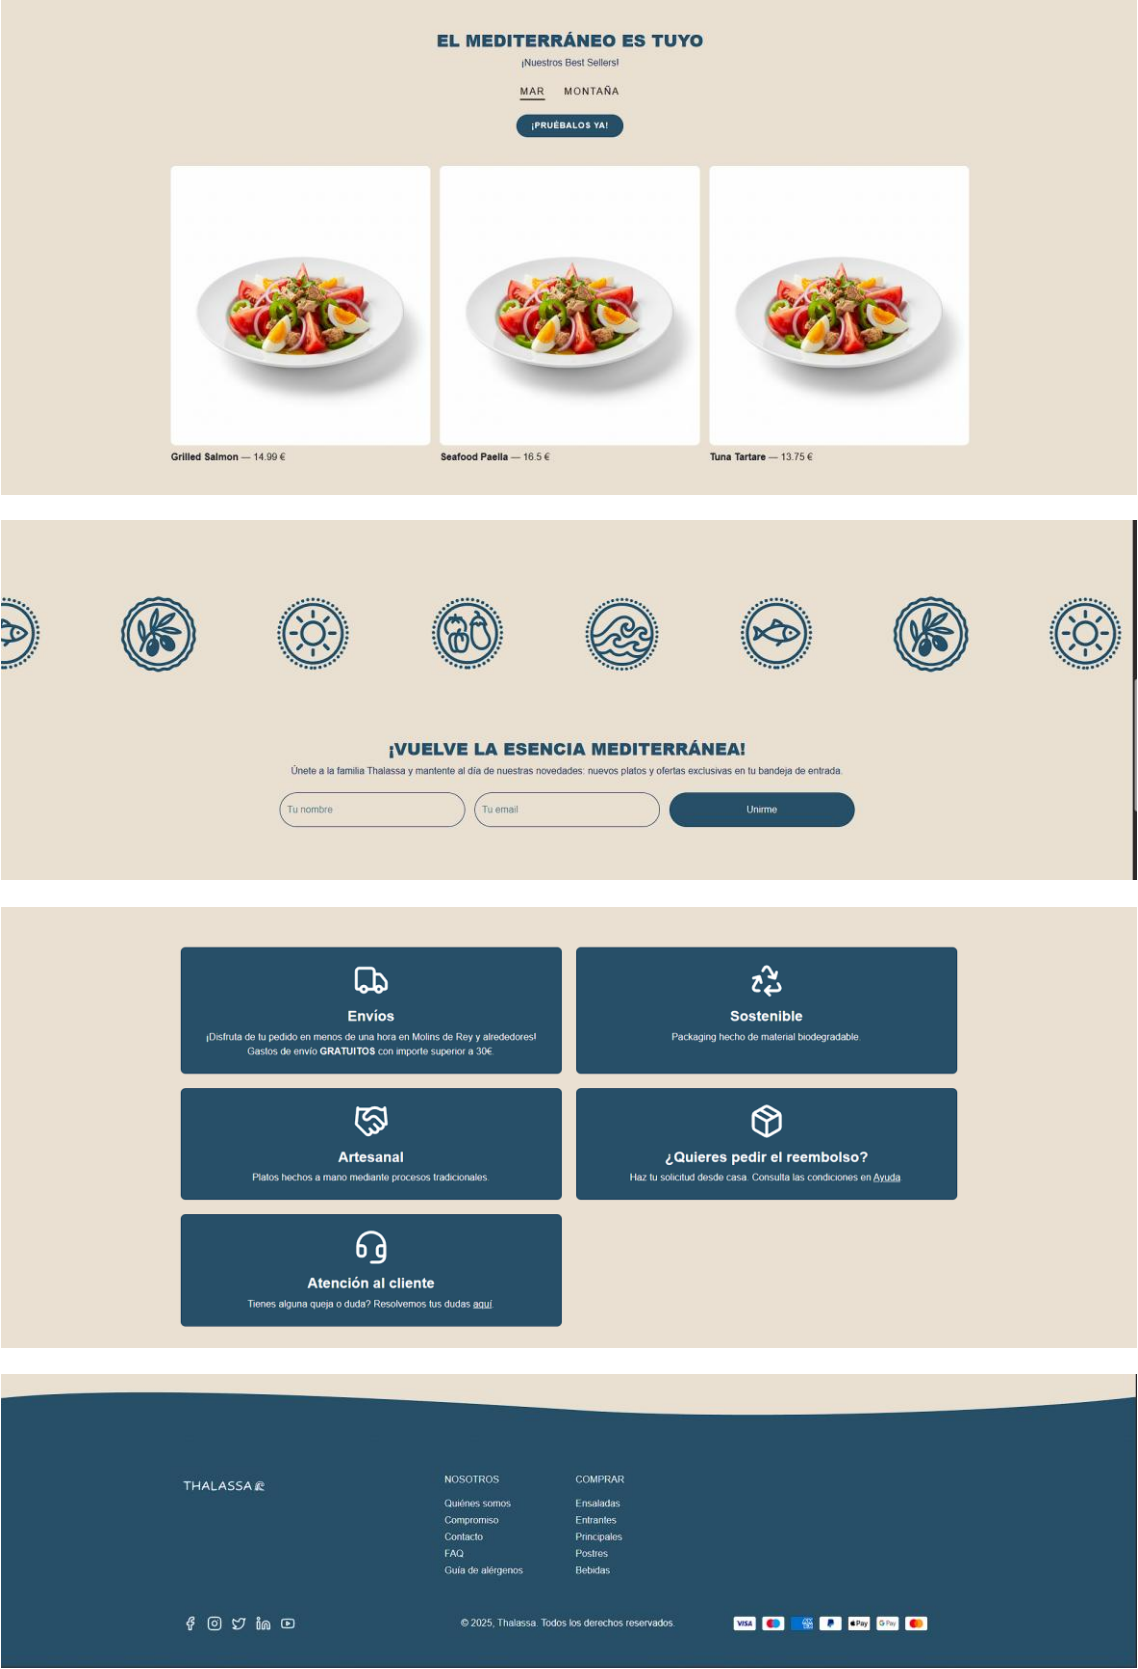 EL MEDITERRÁNEO ES TUYO
¡Nuestros Best Sellers!
MAR MONTAÑA
¡PRUÉBALOS YA!
Grilled Salmon — 14.99 €
Seafood Paella — 16.5 €
Tuna Tartare — 13.75 €
¡VUELVE LA ESENCIA MEDITERRÁNEA!
Únete a la familia Thalassa y mantente al día de nuestras novedades: nuevos platos y ofertas exclusivas en tu bandeja de entrada.
Tu nombre
Tu email
Unirme
Envíos
¡Disfruta de tu pedido en menos de una hora en Molins de Rey y alrededores!
Gastos de envío GRATUITOS con importe superior a 30€.
Sostenible
Packaging hecho de material biodegradable.
Artesanal
Platos hechos a mano mediante procesos tradicionales.
¿Quieres pedir el reembolso?
Haz tu solicitud desde casa. Consulta las condiciones en Ayuda.
Atención al cliente
Tienes alguna queja o duda? Resolvemos tus dudas aquí.
THALASSA
NOSOTROS
Quiénes somos
Compromiso
Contacto
FAQ
Guía de alérgenos
COMPRAR
Ensaladas
Entrantes
Principales
Postres
Bebidas
© 2025, Thalassa. Todos los derechos reservados.
VISA
Pay
G Pay